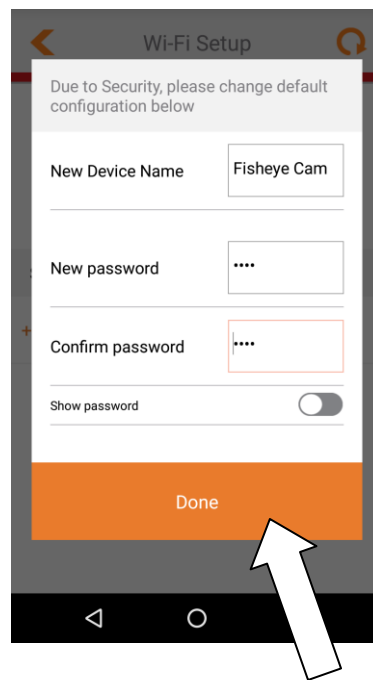 Wi-Fi Setup
Due to Security, please change default
configuration below
New Device Name
Fisheye Cam
New password
••••
Confirm password
••••
Show password
Done